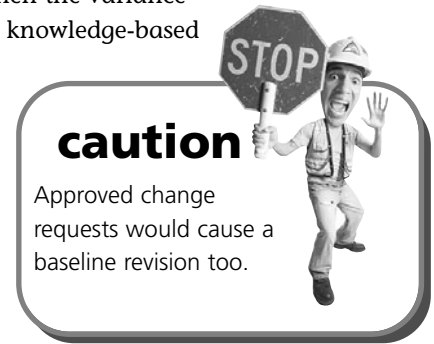 knowledge-based
STOP
caution
Approved change
requests would cause a
baseline revision too.